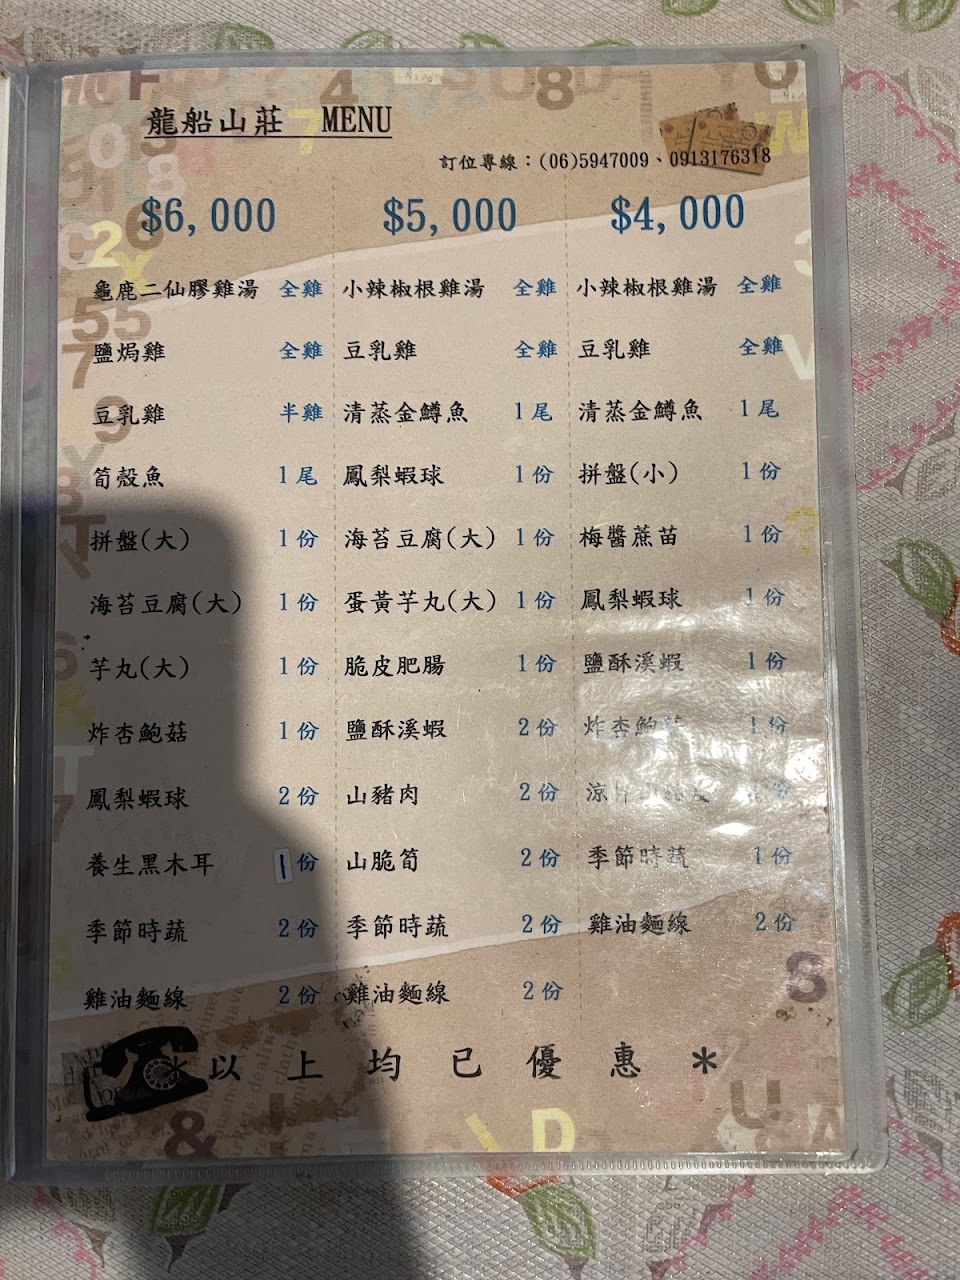 龍船山莊 MENU
訂位專線：(06)5947009、0913176318
$6,000 $5,000 $4,000
龜鹿二仙膠雞湯 全雞 小辣椒根雞湯 全雞 小辣椒根雞湯 全雞
鹽焗雞 全雞 豆乳雞 全雞 豆乳雞 全雞
豆乳雞 半雞 清蒸金鱒魚 1尾 清蒸金鱒魚 1尾
筍殼魚 1尾 鳳梨蝦球 1份 拼盤(小) 1份
拼盤(大) 1份 海苔豆腐(大) 1份 梅醬蔗苗 1份
海苔豆腐(大) 1份 蛋黃芋丸(大) 1份 鳳梨蝦球 1份
芋丸(大) 1份 脆皮肥腸 1份 鹽酥溪蝦 1份
炸杏鮑菇 1份 鹽酥溪蝦 2份 炸杏鮑菇 1份
鳳梨蝦球 2份 山豬肉 2份 涼
養生黑木耳 1份 山脆筍 2份 季節時蔬 1份
季節時蔬 2份 季節時蔬 2份 雞油麵線 2份
雞油麵線 2份 雞油麵線 2份
*以上均已優惠*